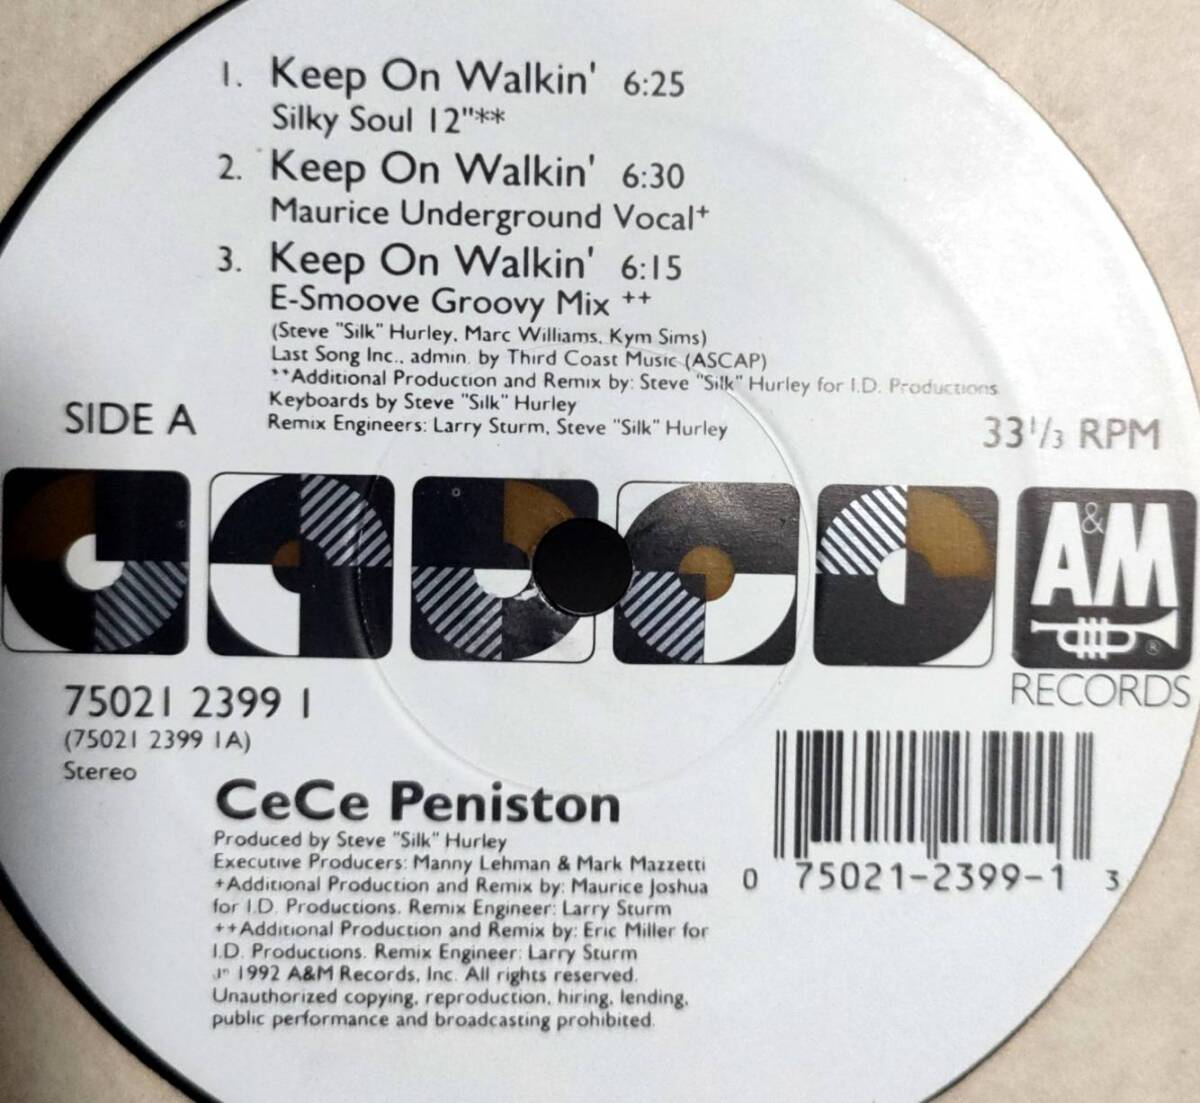 1. Keep On Walkin' 6:25
Silky Soul 12"**
2. Keep On Walkin' 6:30
Maurice Underground Vocal+
3. Keep On Walkin' 6:15
E-Smoove Groovy Mix ++
(Steve "Silk" Hurley, Marc Williams, Kym Sims)
Last Song Inc., admin. by Third Coast Music (ASCAP)
**Additional Production and Remix by: Steve "Silk" Hurley for I.D. Productions
Keyboards by Steve "Silk" Hurley
Remix Engineers: Larry Sturm, Steve "Silk" Hurley
SIDE A
33 1/3 RPM
A&M
®
RECORDS
75021 2399 1
(75021 2399 1A)
Stereo
CeCe Peniston
Produced by Steve "Silk" Hurley
Executive Producers: Manny Lehman & Mark Mazzetti
+Additional Production and Remix by: Maurice Joshua
for I.D. Productions. Remix Engineer: Larry Sturm
++Additional Production and Remix by: Eric Miller for
I.D. Productions. Remix Engineer: Larry Sturm
1992 A&M Records, Inc. All rights reserved.
Unauthorized copying, reproduction, hiring, lending,
public performance and broadcasting prohibited.
0 75021-2399-1 3